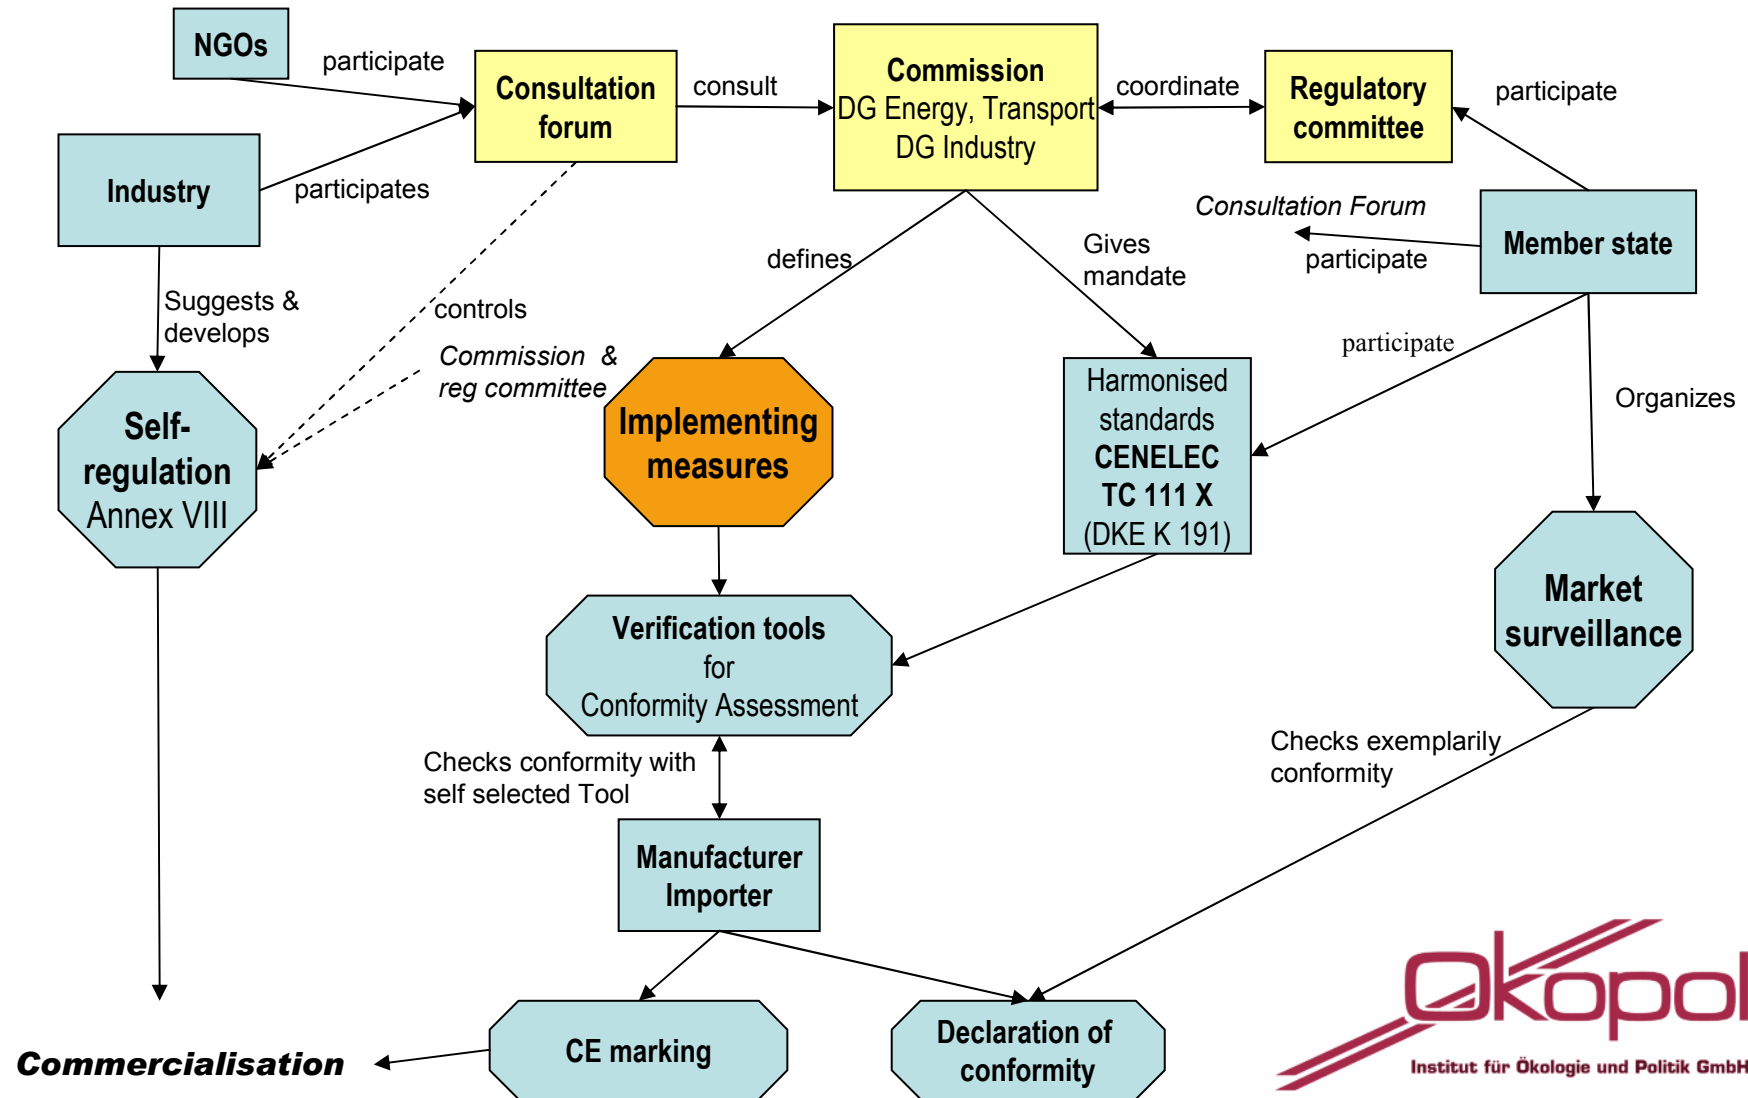 NGOs
participate
Consultation
forum
consult
Commission
DG Energy, Transport
DG Industry
coordinate
Regulatory
committee
participate
Industry
participates
Consultation Forum
participate
Member state
defines
Gives
mandate
Suggests &
develops
controls
Commission &
reg committee
participate
Organizes
Self-
regulation
Annex VIII
Implementing
measures
Harmonised
standards
CENELEC
TC 111 X
(DKE K 191)
Market
surveillance
Verification tools
for
Conformity Assessment
Checks conformity with
self selected Tool
Checks exemplarily
conformity
Manufacturer
Importer
CE marking
Declaration of
conformity
Commercialisation
Ökopol
Institut für Ökologie und Politik GmbH